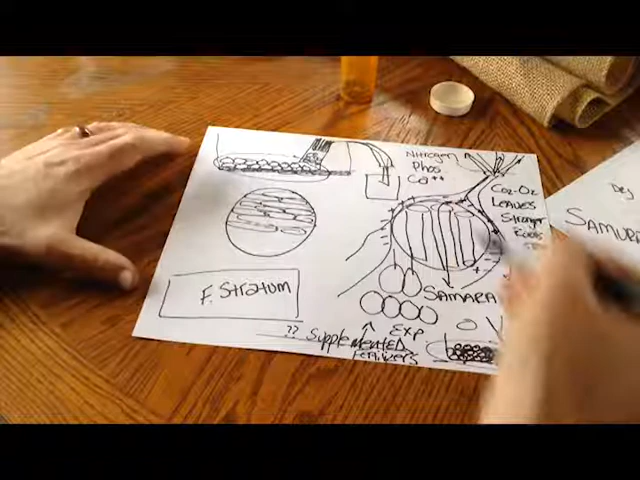 Nitrogen
Phos
Ca++
Co2-O2
Leaves
Stronger
Roots
F. Stratum
SAMARA
EXP
?? Supplemented
Fertilizers
SAMURA